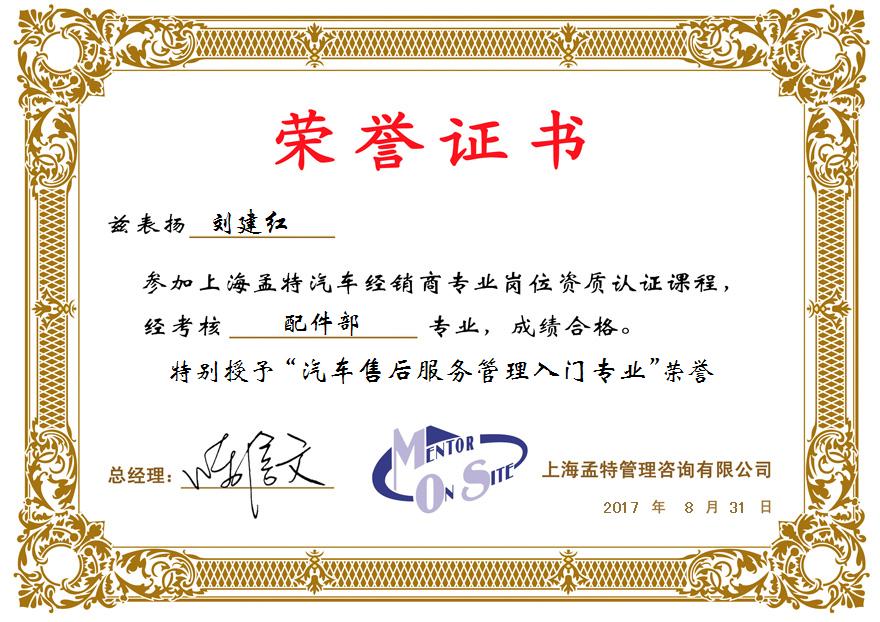 荣誉证书
兹表扬 刘建红
参加上海孟特汽车经销商专业岗位资质认证课程，
经考核 配件部 专业，成绩合格。
特别授予“汽车售后服务管理入门专业”荣誉
总经理：
MENTOR
ON SITE
上海孟特管理咨询有限公司
2017 年 8 月 31 日